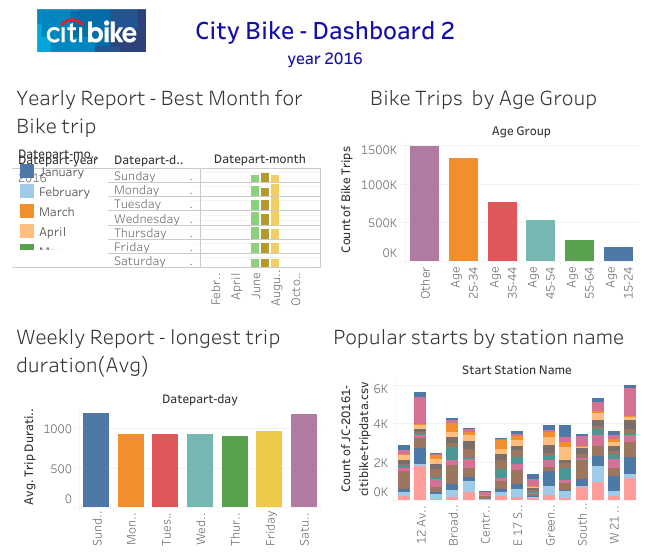 citi bike
City Bike - Dashboard 2
year 2016
Yearly Report - Best Month for
Bike trip
Datepart-mo..
Datepart-year
Datepart-d..
Datepart-month
2016
January
February
March
April
Sunday
Monday
Tuesday
Wednesday
Thursday
Friday
Saturday
Febr..
April
June
Augu..
Octo..
Bike Trips by Age Group
Age Group
Count of Bike Trips
1500K
1000K
500K
0K
Other
Age
25-34
Age
35-44
Age
45-54
Age
55-64
Age
15-24
Weekly Report - longest trip
duration(Avg)
Datepart-day
Avg. Trip Durati..
1000
500
0
Sund..
Mon..
Tues..
Wed..
Thur..
Friday
Satu..
Popular starts by station name
Start Station Name
Count of JC-20161-
citibike-tripdata.csv
6K
4K
2K
0K
12 Av..
Broad..
Centr..
E 17 S..
Green..
South ..
W 21 ..